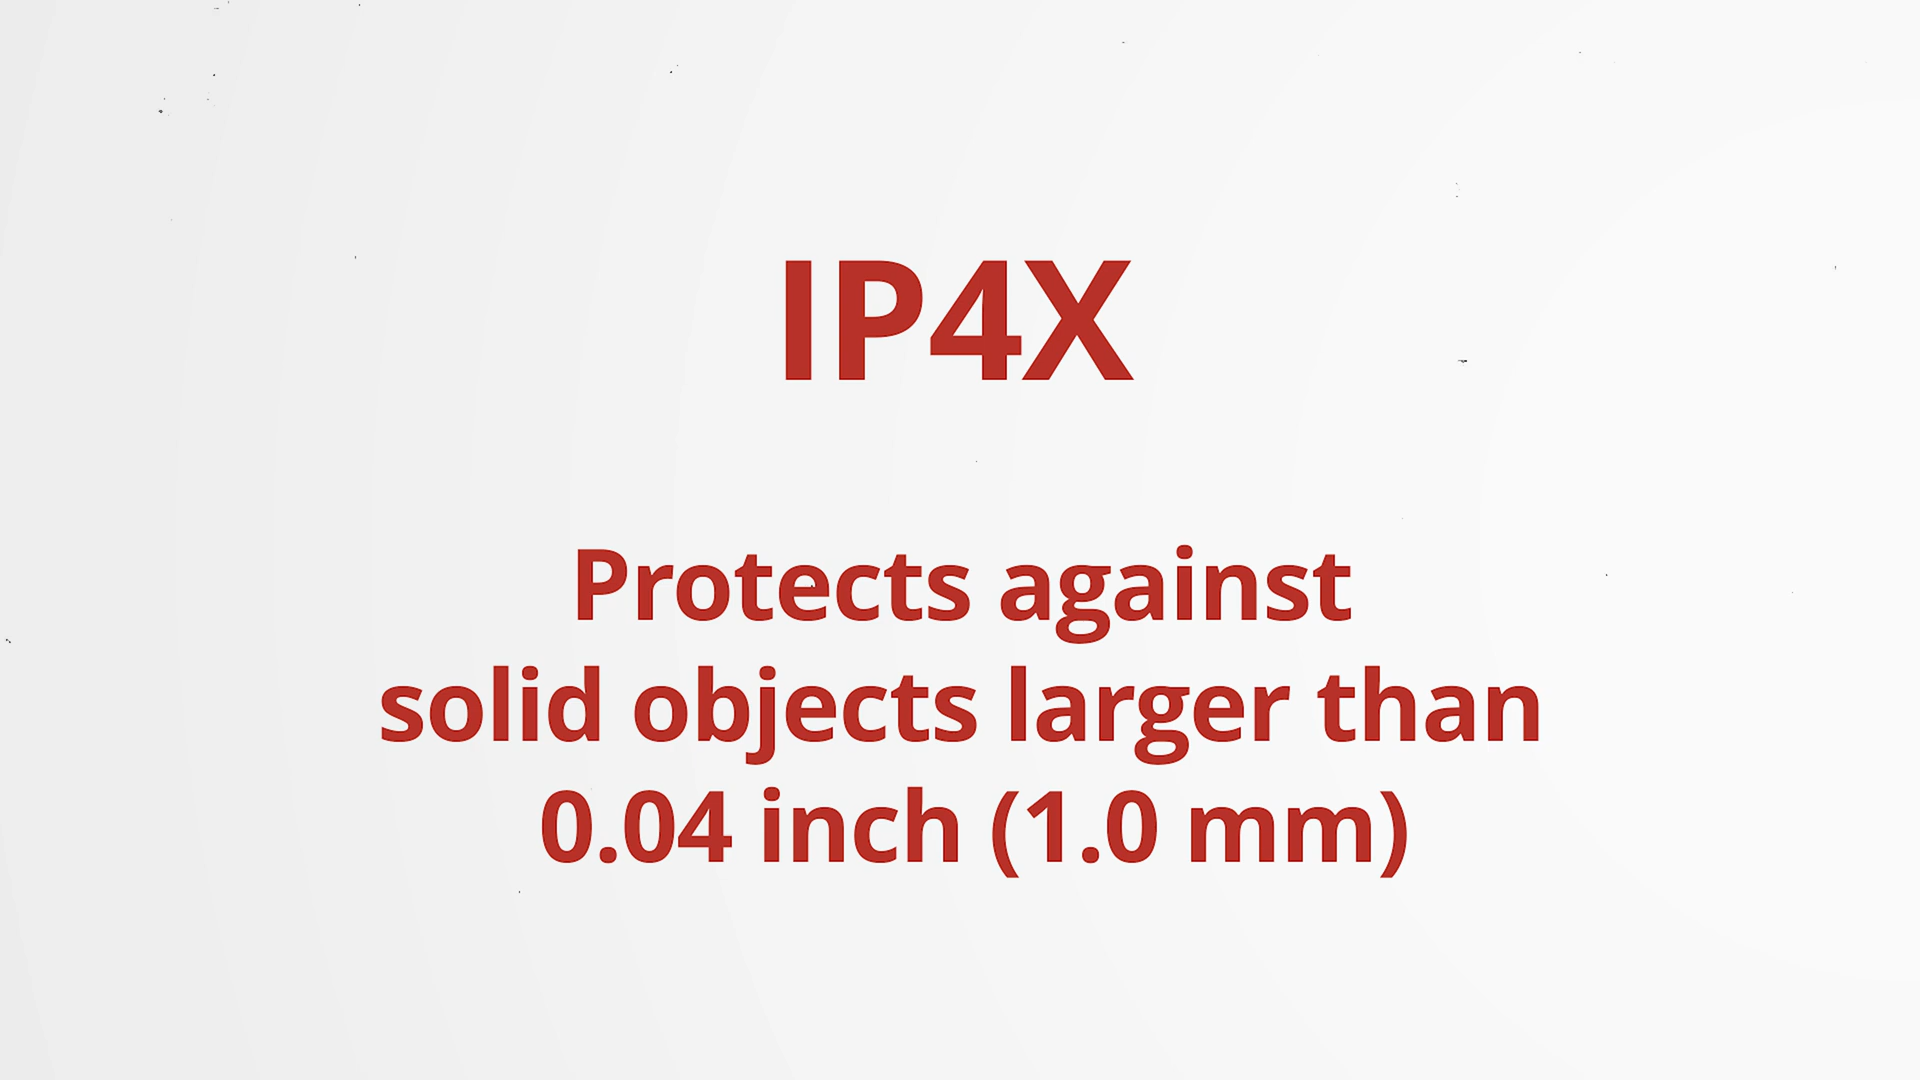 IP4X
Protects against
solid objects larger than
0.04 inch (1.0 mm)